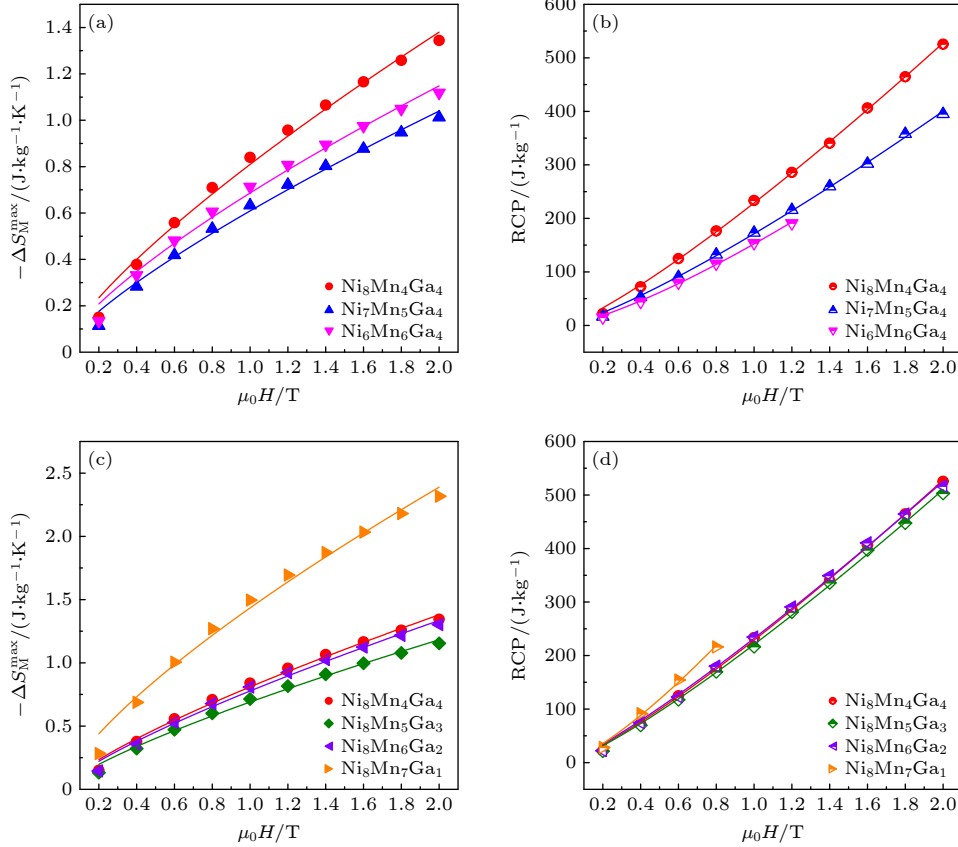 (a)
1.4
1.2
1.0
0.8
0.6
0.4
0.2
0
−ΔS_M^max/(J·kg⁻¹·K⁻¹)
Ni₈Mn₄Ga₄
Ni₇Mn₅Ga₄
Ni₆Mn₆Ga₄
0.2 0.4 0.6 0.8 1.0 1.2 1.4 1.6 1.8 2.0
μ₀H/T
(b)
600
500
400
300
200
100
0
RCP/(J·kg⁻¹)
Ni₈Mn₄Ga₄
Ni₇Mn₅Ga₄
Ni₆Mn₆Ga₄
0.2 0.4 0.6 0.8 1.0 1.2 1.4 1.6 1.8 2.0
μ₀H/T
(c)
2.5
2.0
1.5
1.0
0.5
0
−ΔS_M^max/(J·kg⁻¹·K⁻¹)
Ni₈Mn₄Ga₄
Ni₈Mn₅Ga₃
Ni₈Mn₆Ga₂
Ni₈Mn₇Ga₁
0.2 0.4 0.6 0.8 1.0 1.2 1.4 1.6 1.8 2.0
μ₀H/T
(d)
600
500
400
300
200
100
0
RCP/(J·kg⁻¹)
Ni₈Mn₄Ga₄
Ni₈Mn₅Ga₃
Ni₈Mn₆Ga₂
Ni₈Mn₇Ga₁
0.2 0.4 0.6 0.8 1.0 1.2 1.4 1.6 1.8 2.0
μ₀H/T